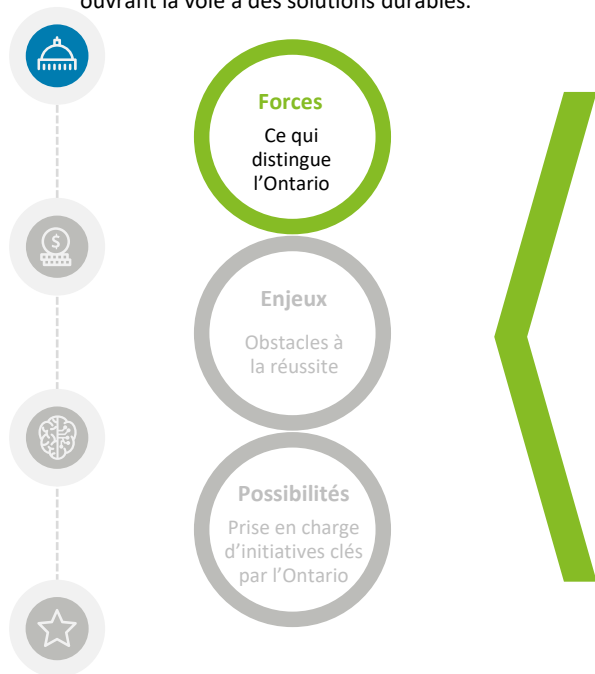 ouvrant la voie à des solutions durables.
Forces
Ce qui
distingue
l’Ontario
$
Enjeux
Obstacles à
la réussite
Possibilités
Prise en charge
d’initiatives clés
par l’Ontario